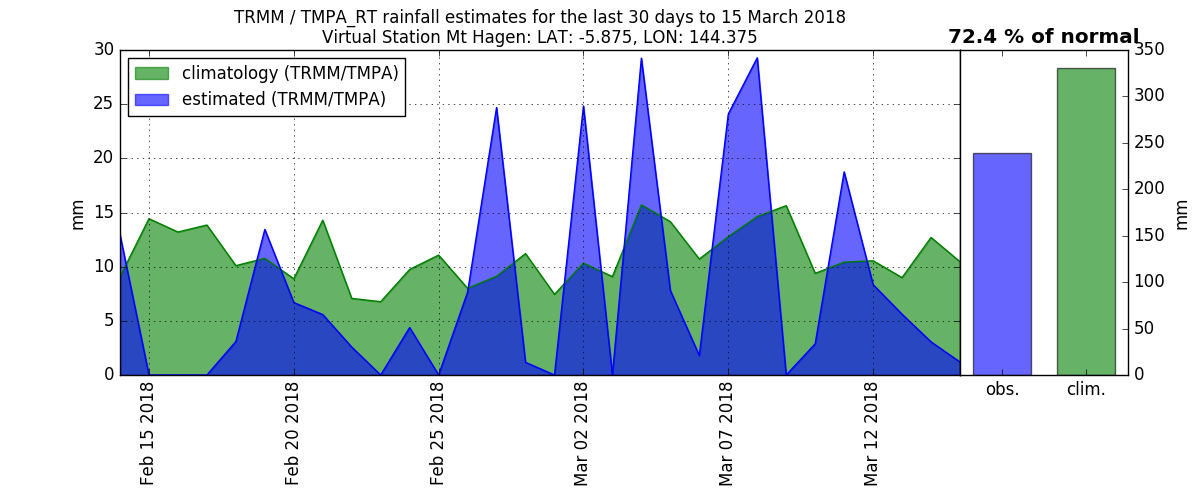 TRMM / TMPA_RT rainfall estimates for the last 30 days to 15 March 2018
Virtual Station Mt Hagen: LAT: -5.875, LON: 144.375
72.4 % of normal
climatology (TRMM/TMPA)
estimated (TRMM/TMPA)
mm
30
25
20
15
10
5
0
Feb 15 2018
Feb 20 2018
Feb 25 2018
Mar 02 2018
Mar 07 2018
Mar 12 2018
obs.
clim.
350
300
250
200
150
100
50
0
mm